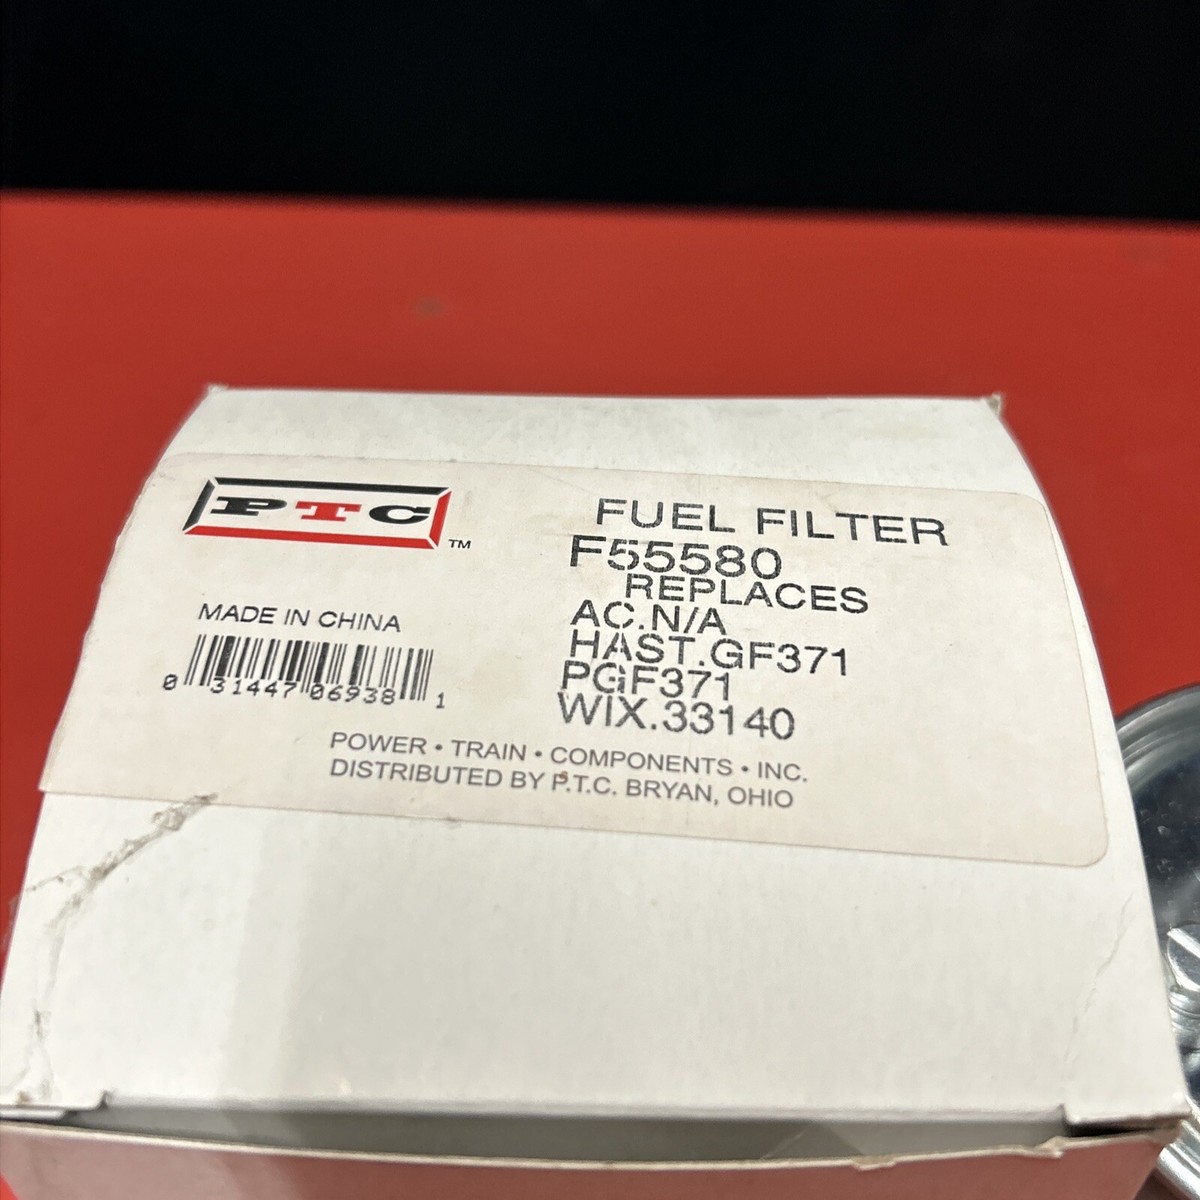 PTC™
MADE IN CHINA
0 31447 06938 1
FUEL FILTER
F55580
REPLACES
AC.N/A
HAST.GF371
PGF371
WIX.33140
POWER • TRAIN • COMPONENTS • INC.
DISTRIBUTED BY P.T.C. BRYAN, OHIO